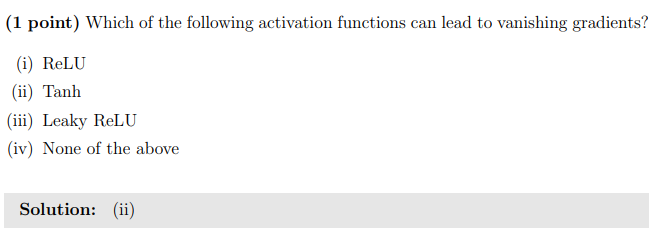 (1 point) Which of the following activation functions can lead to vanishing gradients?
(i) ReLU
(ii) Tanh
(iii) Leaky ReLU
(iv) None of the above
Solution: (ii)